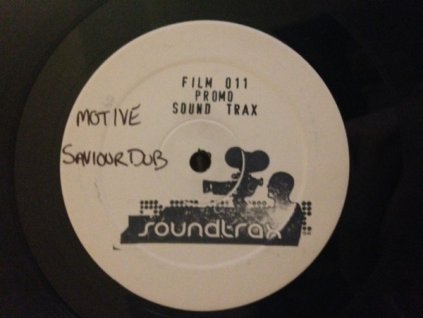 FILM 011
PROMO
SOUND TRAX
MOTIVE
SAVIOUR DUB
soundtrax